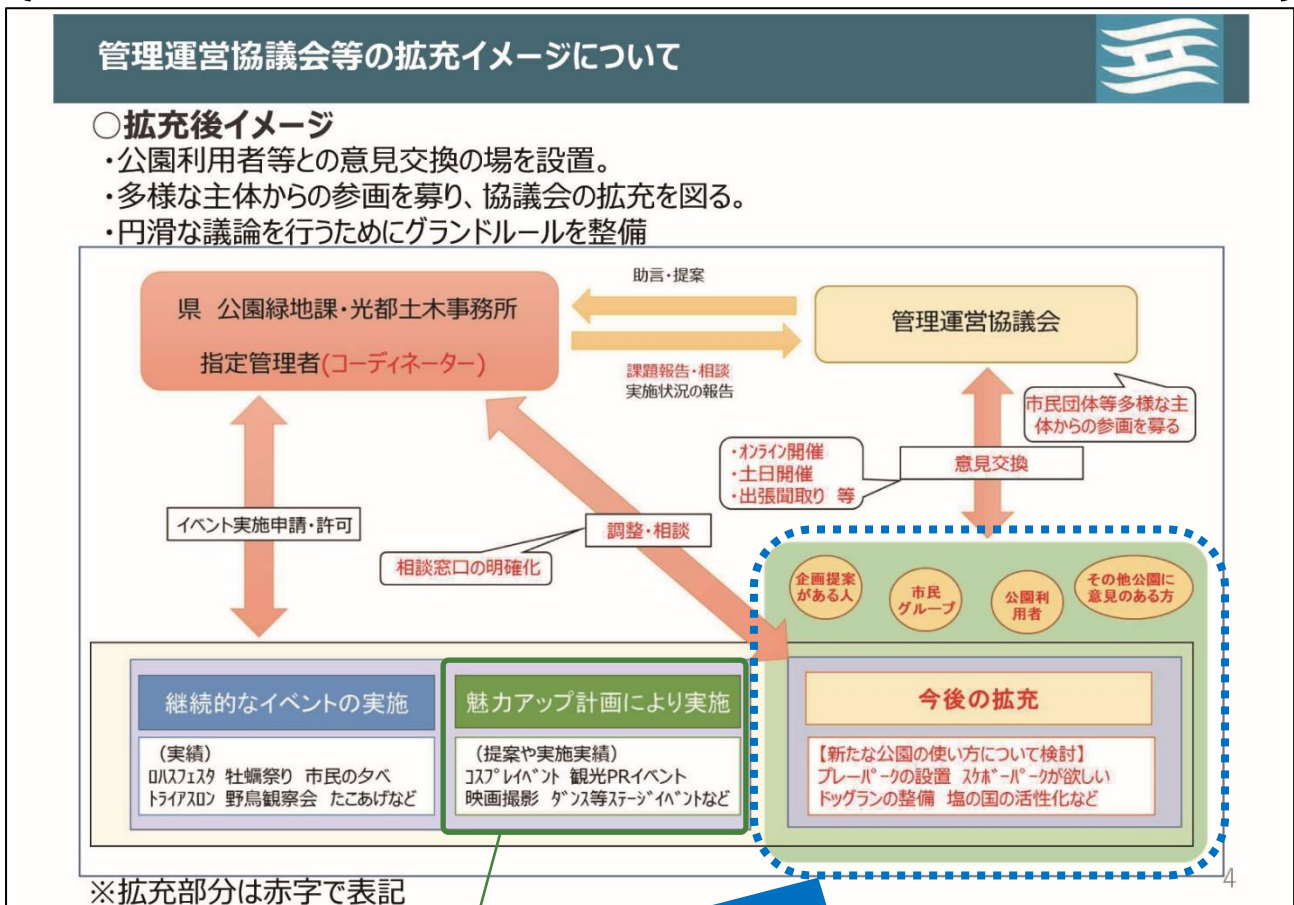 管理運営協議会等の拡充イメージについて
○拡充後イメージ
・公園利用者等との意見交換の場を設置。
・多様な主体からの参画を募り、協議会の拡充を図る。
・円滑な議論を行うためにグランドルールを整備
県 公園緑地課・光都土木事務所
指定管理者(コーディネーター)
助言・提案
課題報告・相談
実施状況の報告
管理運営協議会
市民団体等多様な主
体からの参画を募る
・オンライン開催
・土日開催
・出張聞取り 等
意見交換
イベント実施申請・許可
調整・相談
相談窓口の明確化
企画提案
がある人
市民
グループ
公園利
用者
その他公園に
意見のある方
継続的なイベントの実施
(実績)
ロハスフェスタ 牡蠣祭り 市民の夕べ
トライアスロン 野鳥観察会 たこあげなど
魅力アップ計画により実施
(提案や実施実績)
コスプレイベント 観光PRイベント
映画撮影 ダンス等ステージイベントなど
今後の拡充
【新たな公園の使い方について検討】
プレーパークの設置 スケボーパークが欲しい
ドッグランの整備 塩の国の活性化など
※拡充部分は赤字で表記
4